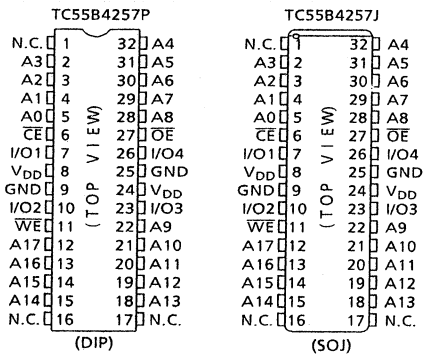 TC55B4257P
N.C. 1 32 A4
A3 2 31 A5
A2 3 30 A6
A1 4 29 A7
A0 5 28 A8
CE 6 27 OE
I/O1 7 26 I/O4
VDD 8 25 GND
GND 9 24 VDD
I/O2 10 23 I/O3
WE 11 22 A9
A17 12 21 A10
A16 13 20 A11
A15 14 19 A12
A14 15 18 A13
N.C. 16 17 N.C.
(TOP VIEW)
(DIP)
TC55B4257J
N.C. 1 32 A4
A3 2 31 A5
A2 3 30 A6
A1 4 29 A7
A0 5 28 A8
CE 6 27 OE
I/O1 7 26 I/O4
VDD 8 25 GND
GND 9 24 VDD
I/O2 10 23 I/O3
WE 11 22 A9
A17 12 21 A10
A16 13 20 A11
A15 14 19 A12
A14 15 18 A13
N.C. 16 17 N.C.
(TOP VIEW)
(SOJ)